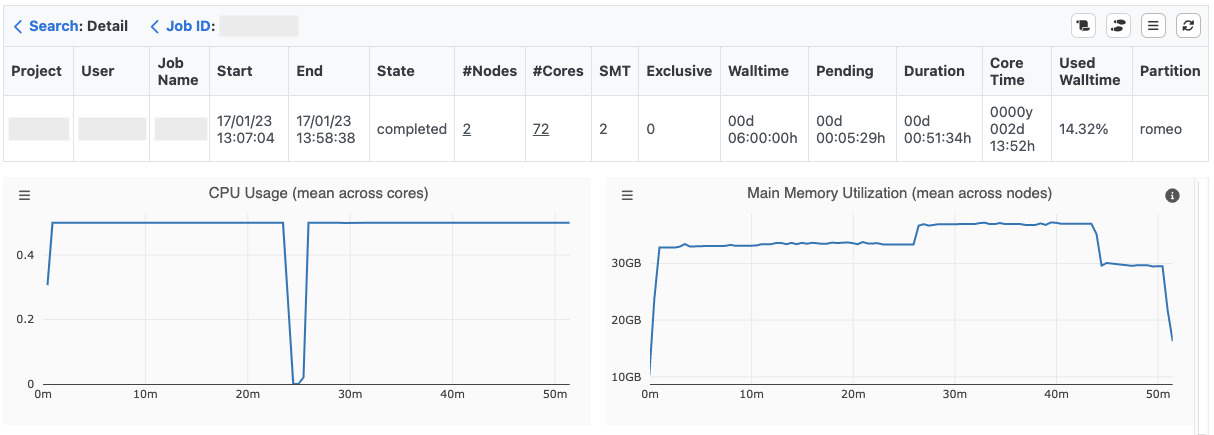 Search: Detail Job ID:
Project User Job Name Start End State #Nodes #Cores SMT Exclusive Walltime Pending Duration Core Time Used Walltime Partition
17/01/23 13:07:04 17/01/23 13:58:38 completed 2 72 2 0 00d 06:00:00h 00d 00:05:29h 00d 00:51:34h 0000y 002d 13:52h 14.32% romeo
CPU Usage (mean across cores)
0.4
0.2
0
0m 10m 20m 30m 40m 50m
Main Memory Utilization (mean across nodes)
30GB
20GB
10GB
0m 10m 20m 30m 40m 50m